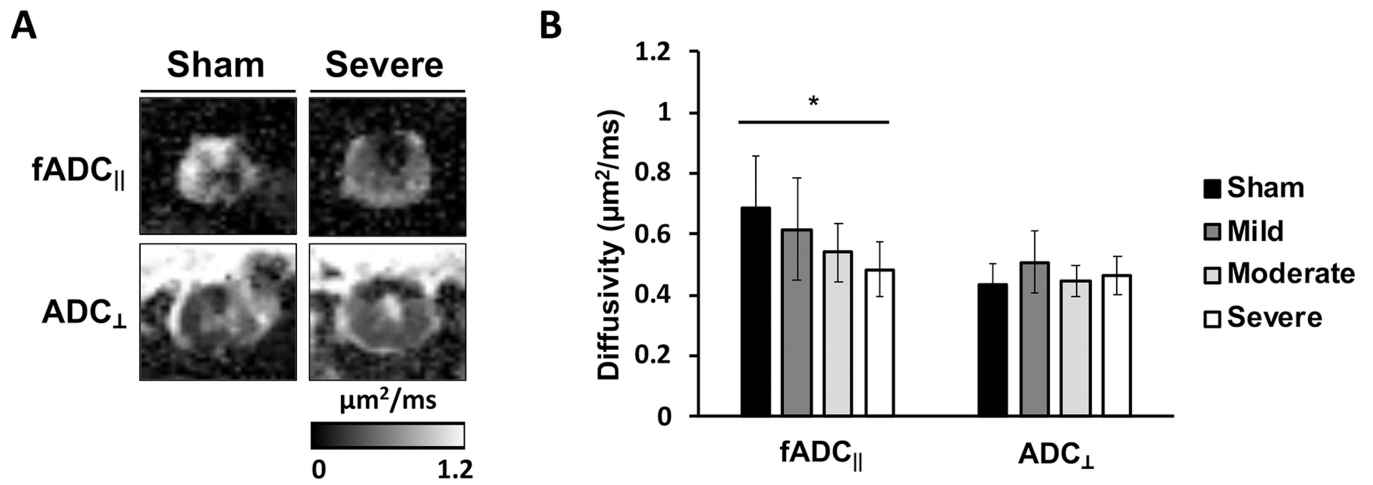 A
Sham Severe
fADC||
ADC⊥
µm²/ms
0 1.2
B
Diffusivity (µm²/ms)
1.2
1
0.8
0.6
0.4
0.2
0
*
fADC||
ADC⊥
Sham
Mild
Moderate
Severe